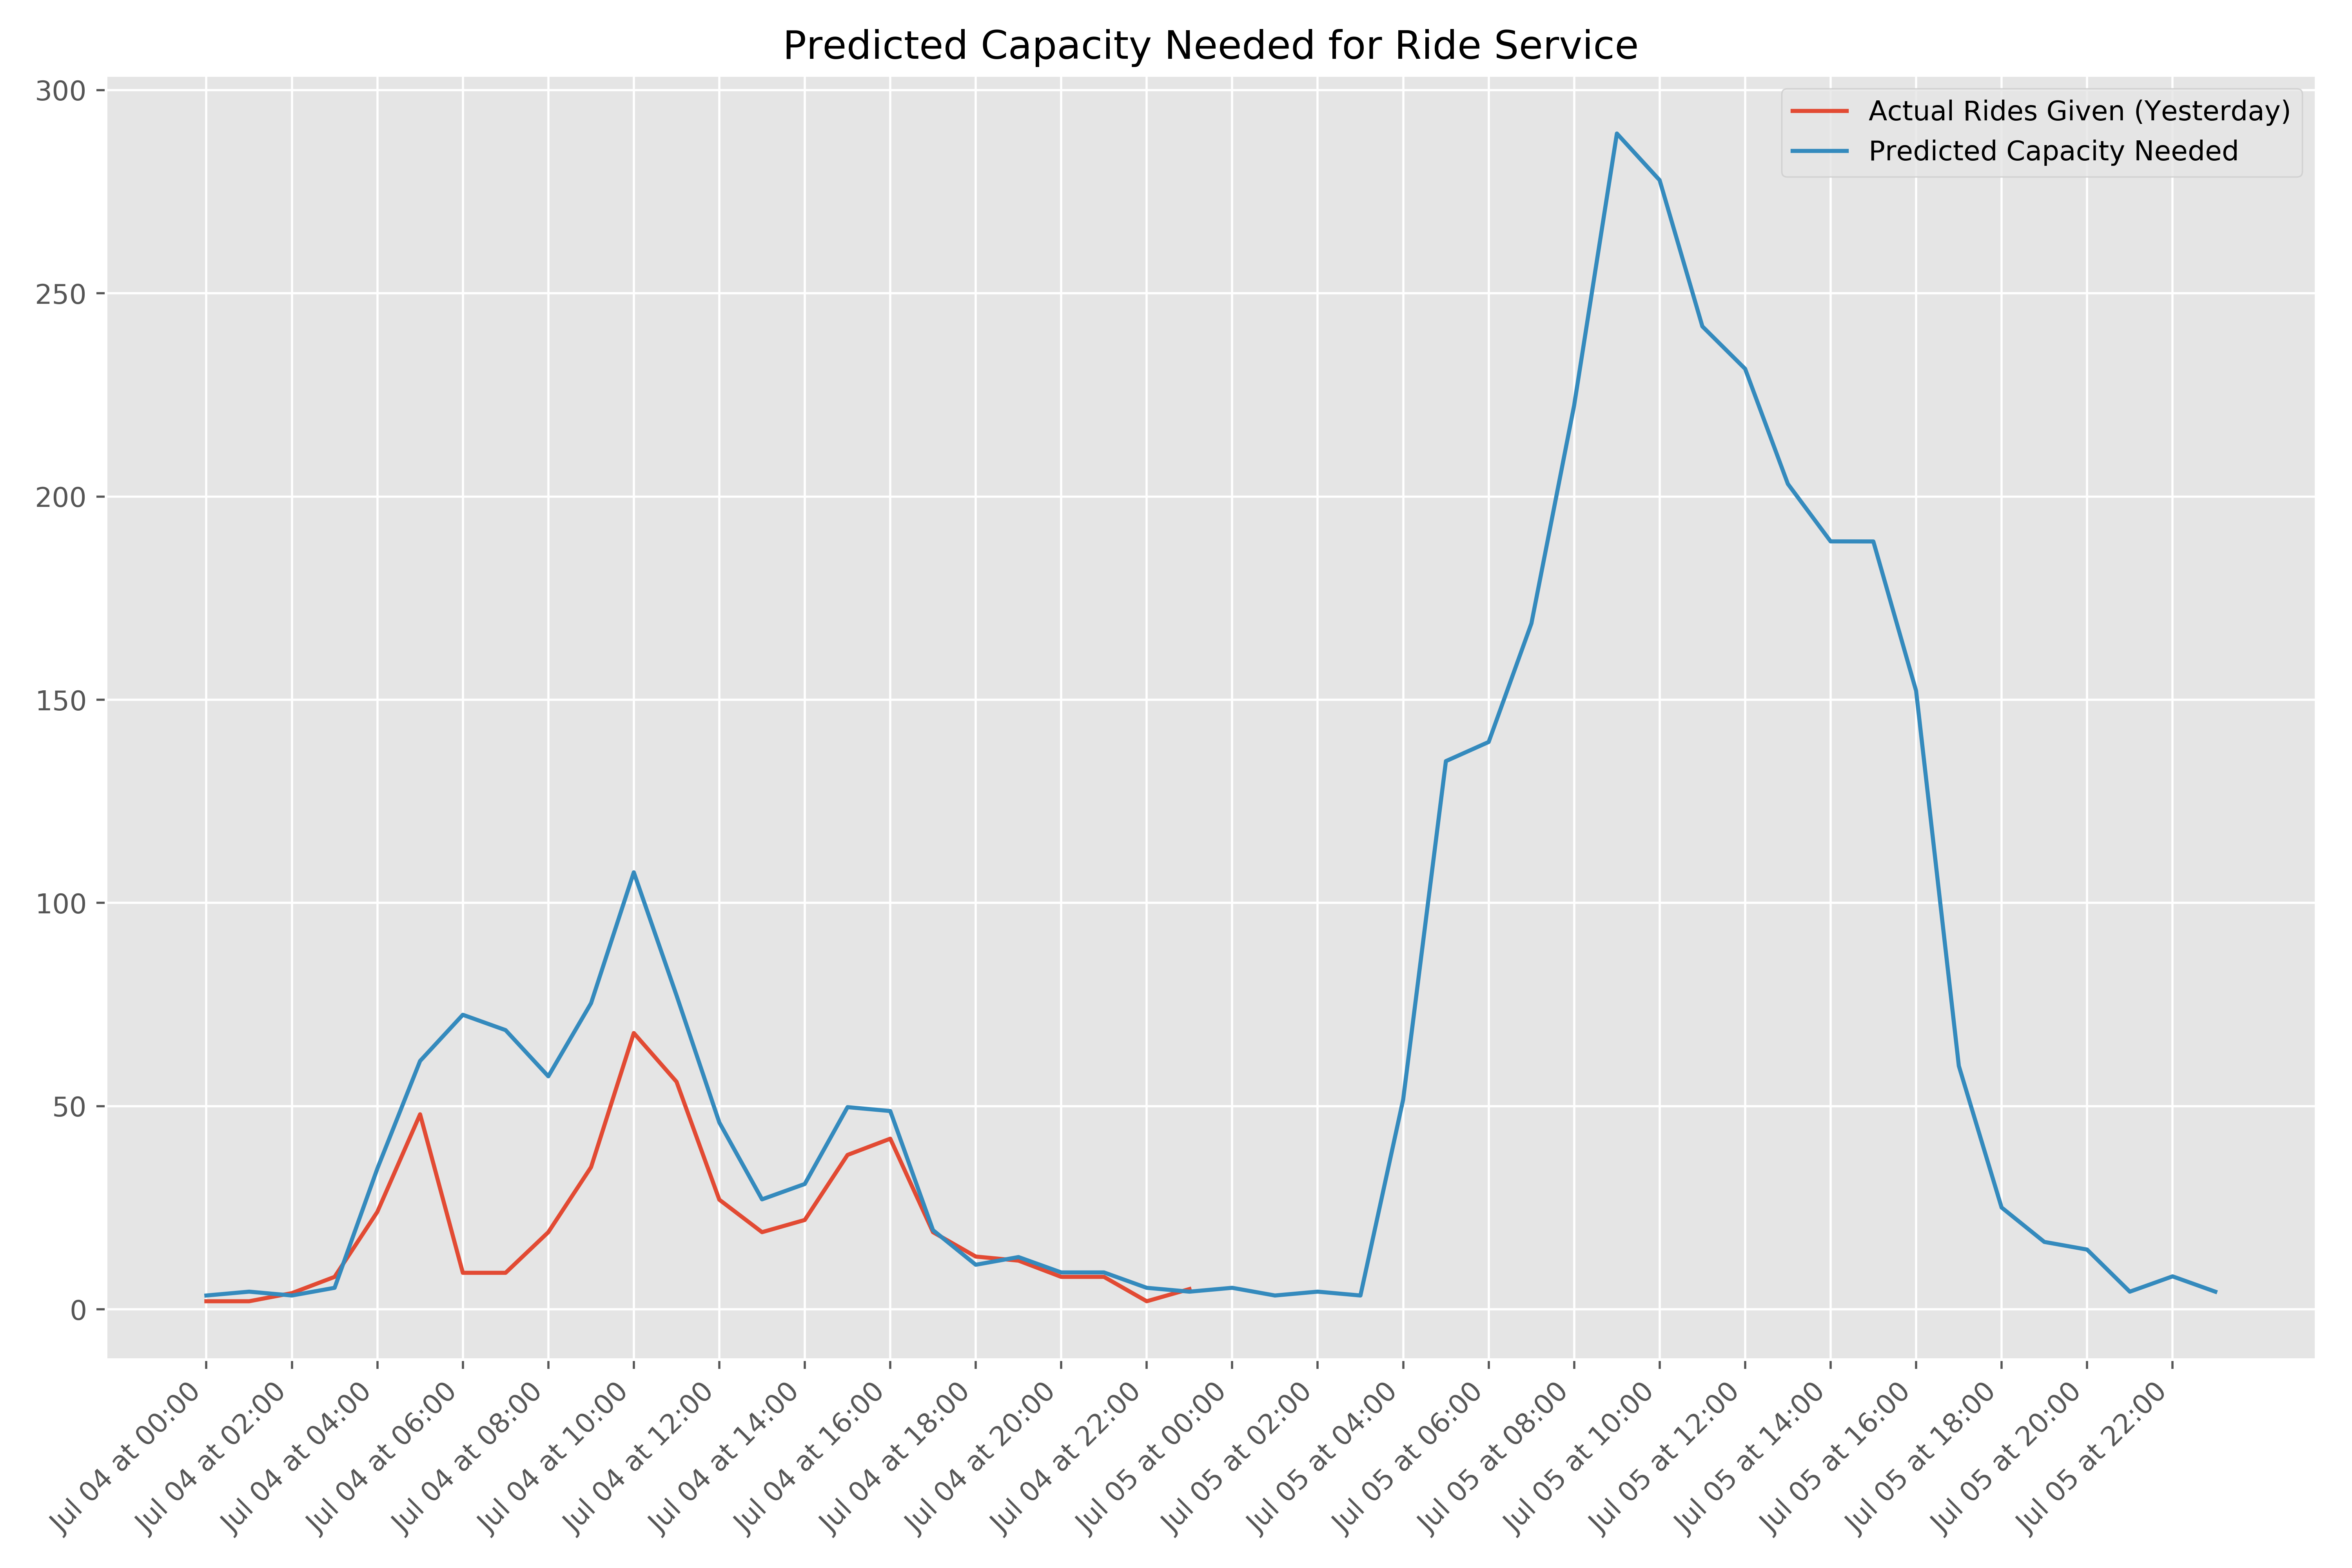 Predicted Capacity Needed for Ride Service
Actual Rides Given (Yesterday)
Predicted Capacity Needed
300
250
200
150
100
50
0
Jul 04 at 00:00
Jul 04 at 02:00
Jul 04 at 04:00
Jul 04 at 06:00
Jul 04 at 08:00
Jul 04 at 10:00
Jul 04 at 12:00
Jul 04 at 14:00
Jul 04 at 16:00
Jul 04 at 18:00
Jul 04 at 20:00
Jul 04 at 22:00
Jul 05 at 00:00
Jul 05 at 02:00
Jul 05 at 04:00
Jul 05 at 06:00
Jul 05 at 08:00
Jul 05 at 10:00
Jul 05 at 12:00
Jul 05 at 14:00
Jul 05 at 16:00
Jul 05 at 18:00
Jul 05 at 20:00
Jul 05 at 22:00